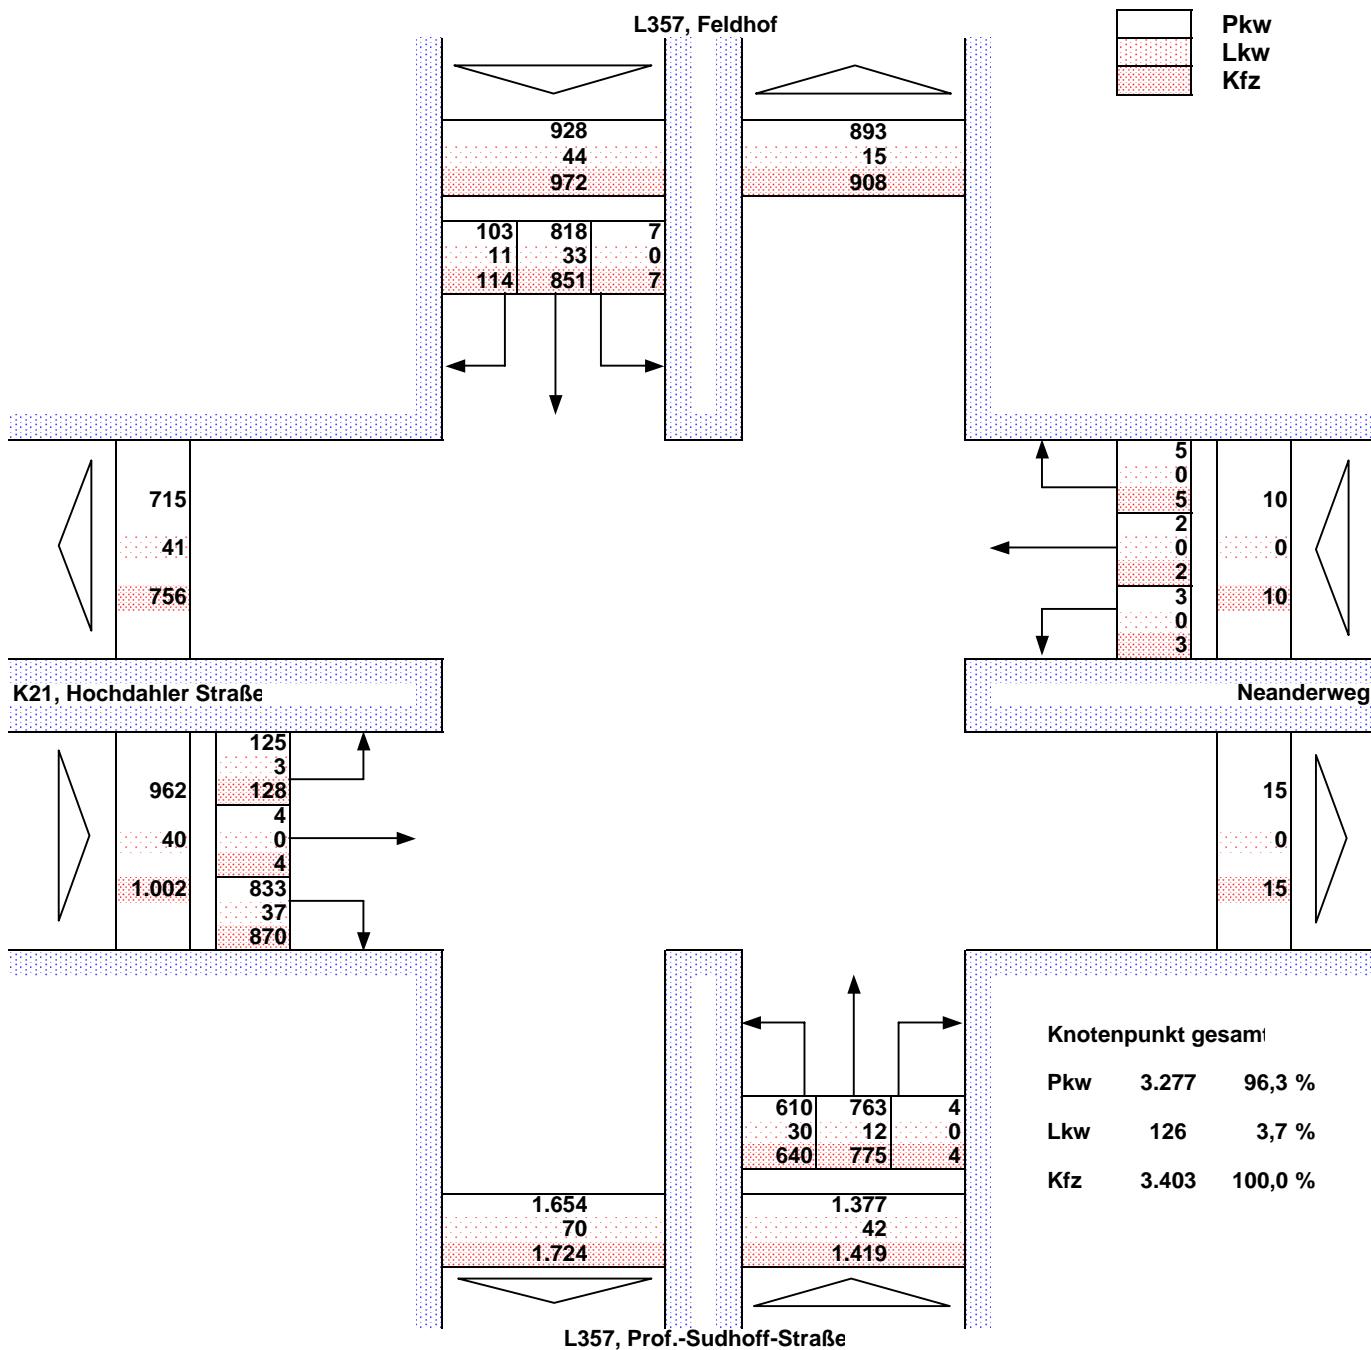 L357, Feldhof
Pkw
Lkw
Kfz
928
44
972
893
15
908
103 818 7
11 33 0
114 851 7
715
41
756
5
0
5
2
0
2
3
0
3
10
0
10
K21, Hochdahler Straße
Neanderweg
962
40
1.002
125
3
128
4
0
4
833
37
870
15
0
15
610 763 4
30 12 0
640 775 4
1.654
70
1.724
1.377
42
1.419
Knotenpunkt gesamt
Pkw 3.277 96,3 %
Lkw 126 3,7 %
Kfz 3.403 100,0 %
L357, Prof.-Sudhoff-Straße